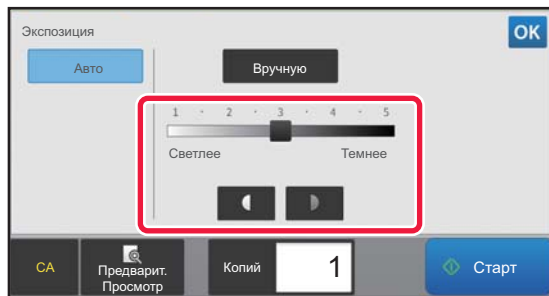 Экспозиция
OK
Авто
Вручную
1 · 2 · 3 · 4 · 5
Светлее Темнее
CA
Предварит.
Просмотр
Копий
1
Старт